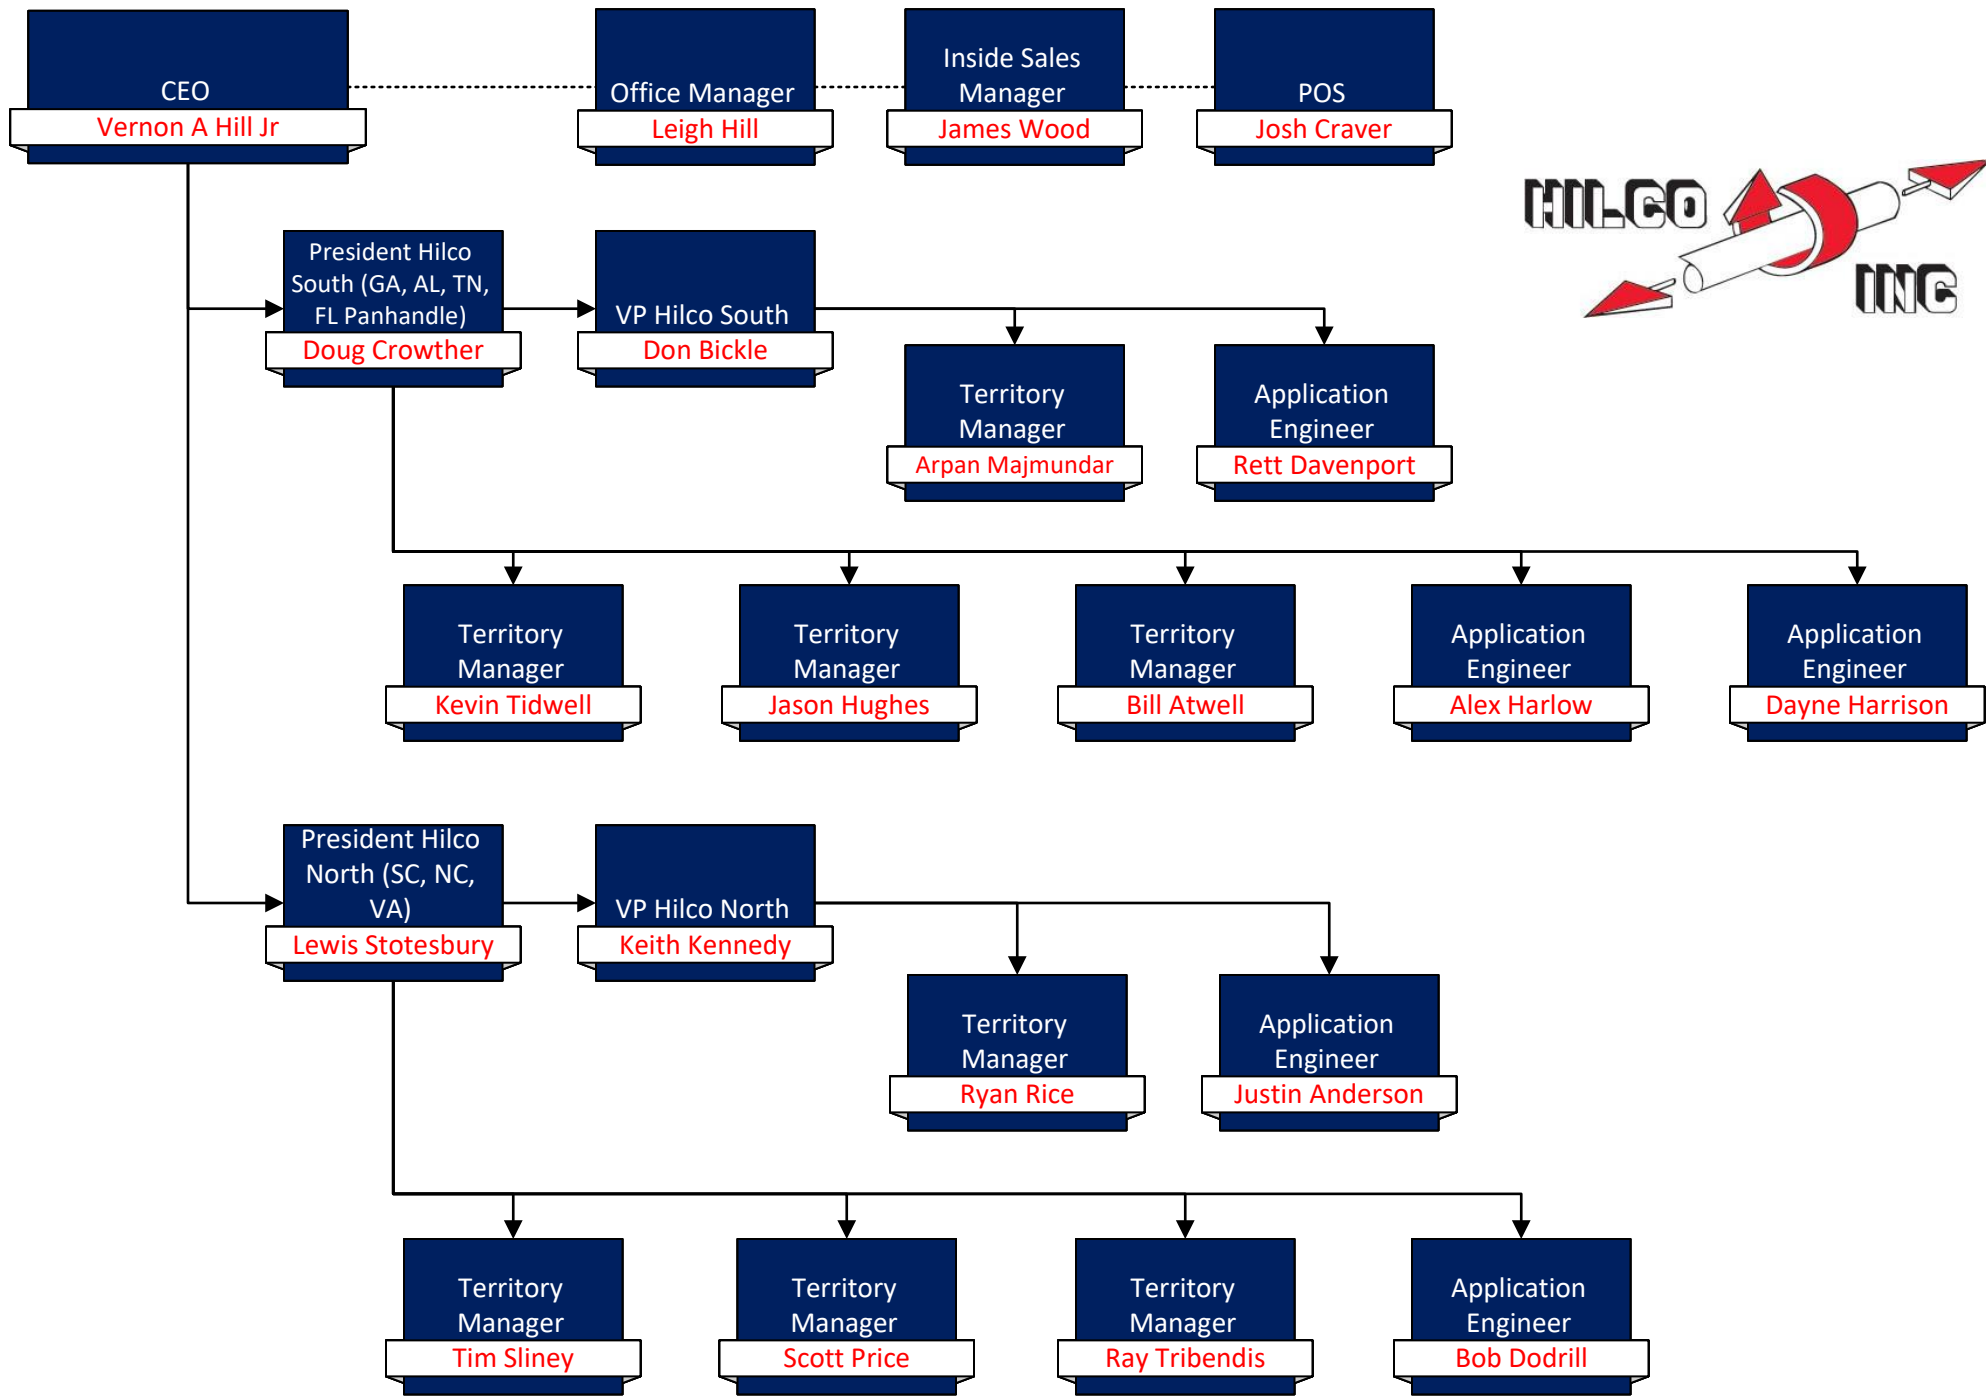 CEO
Vernon A Hill Jr
Office Manager
Leigh Hill
Inside Sales
Manager
James Wood
POS
Josh Craver
HILCO
INC
President Hilco
South (GA, AL, TN,
FL Panhandle)
Doug Crowther
VP Hilco South
Don Bickle
Territory
Manager
Arpan Majmundar
Application
Engineer
Rett Davenport
Territory
Manager
Kevin Tidwell
Territory
Manager
Jason Hughes
Territory
Manager
Bill Atwell
Application
Engineer
Alex Harlow
Application
Engineer
Dayne Harrison
President Hilco
North (SC, NC,
VA)
Lewis Stotesbury
VP Hilco North
Keith Kennedy
Territory
Manager
Ryan Rice
Application
Engineer
Justin Anderson
Territory
Manager
Tim Sliney
Territory
Manager
Scott Price
Territory
Manager
Ray Tribendis
Application
Engineer
Bob Dodrill